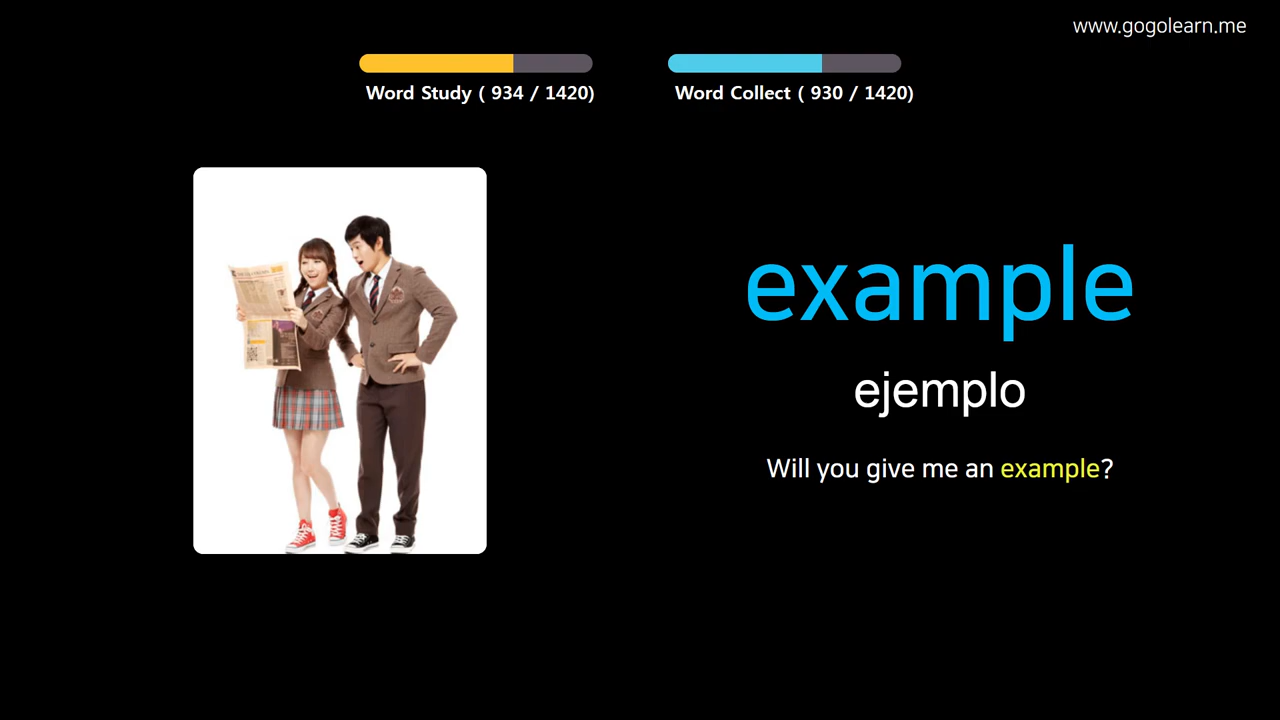 www.gogolearn.me
Word Study ( 934 / 1420)
Word Collect ( 930 / 1420)
example
ejemplo
Will you give me an example?